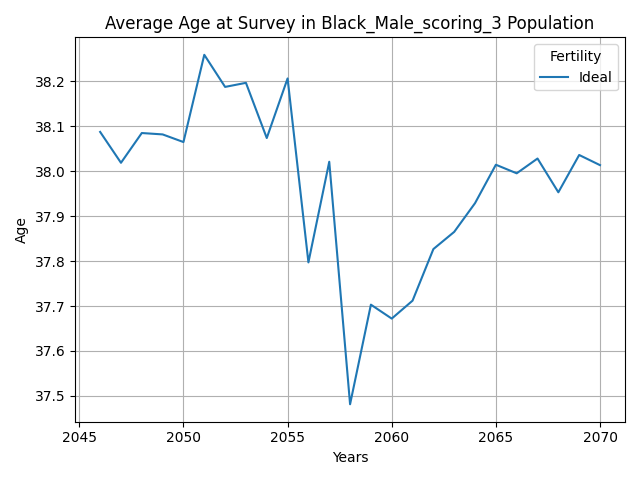 Average Age at Survey in Black_Male_scoring_3 Population
Fertility
Ideal
38.2
38.1
38.0
37.9
37.8
37.7
37.6
37.5
Age
2045
2050
2055
2060
2065
2070
Years